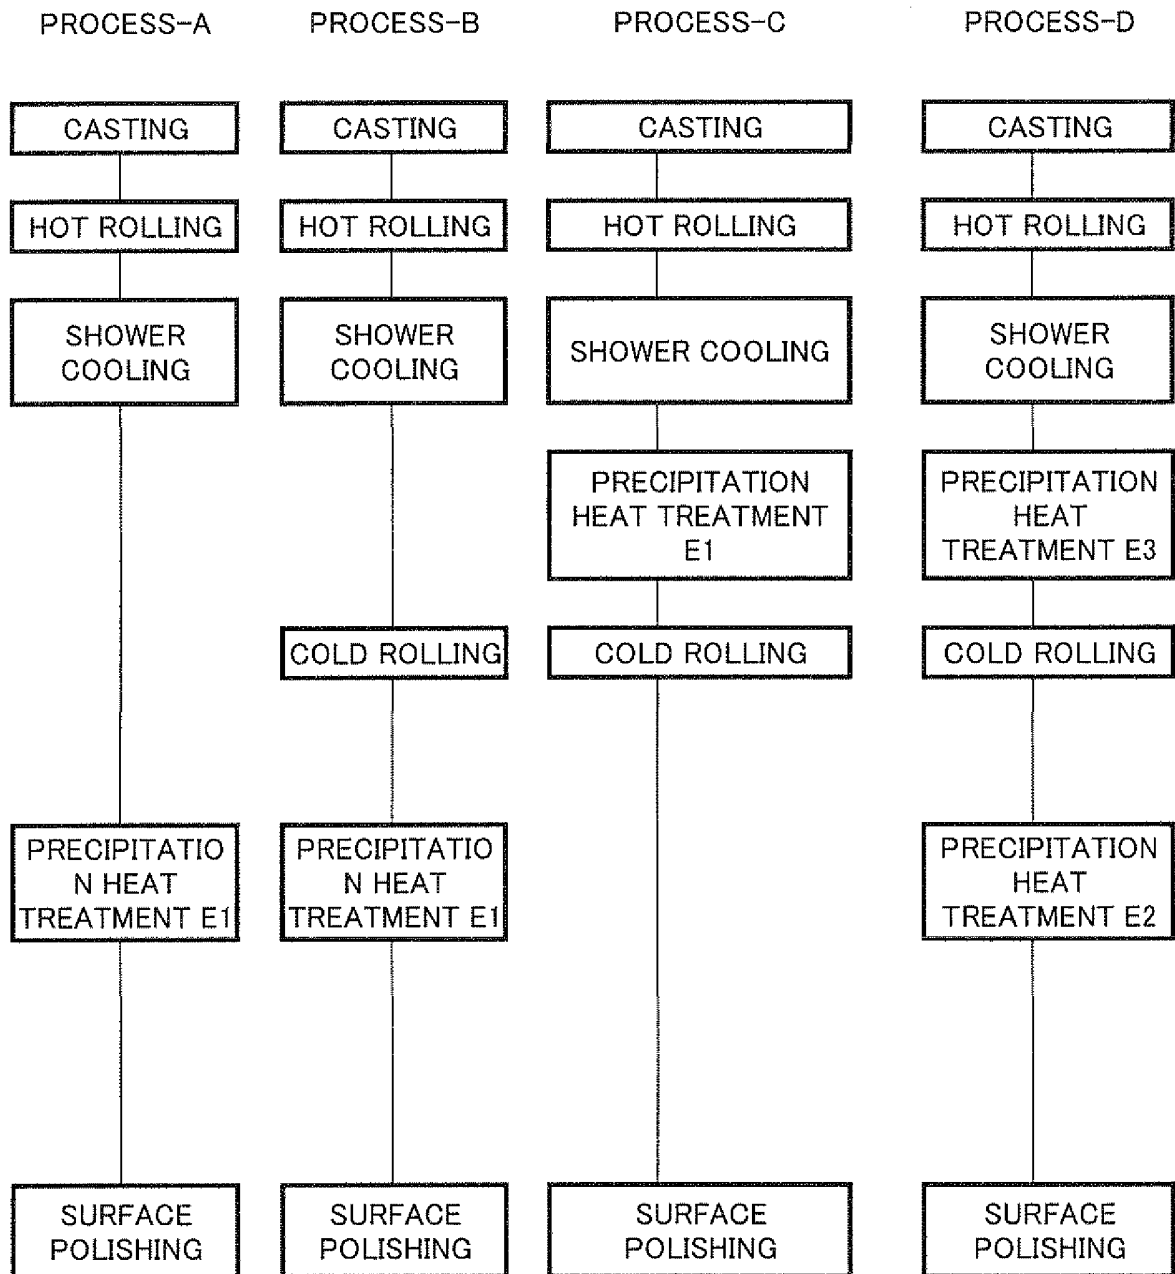 PROCESS-A
PROCESS-B
PROCESS-C
PROCESS-D
CASTING
CASTING
CASTING
CASTING
HOT ROLLING
HOT ROLLING
HOT ROLLING
HOT ROLLING
SHOWER
COOLING
SHOWER
COOLING
SHOWER COOLING
SHOWER
COOLING
PRECIPITATION
HEAT TREATMENT
E1
PRECIPITATION
HEAT
TREATMENT E3
COLD ROLLING
COLD ROLLING
COLD ROLLING
PRECIPITATIO
N HEAT
TREATMENT E1
PRECIPITATIO
N HEAT
TREATMENT E1
PRECIPITATION
HEAT
TREATMENT E2
SURFACE
POLISHING
SURFACE
POLISHING
SURFACE
POLISHING
SURFACE
POLISHING